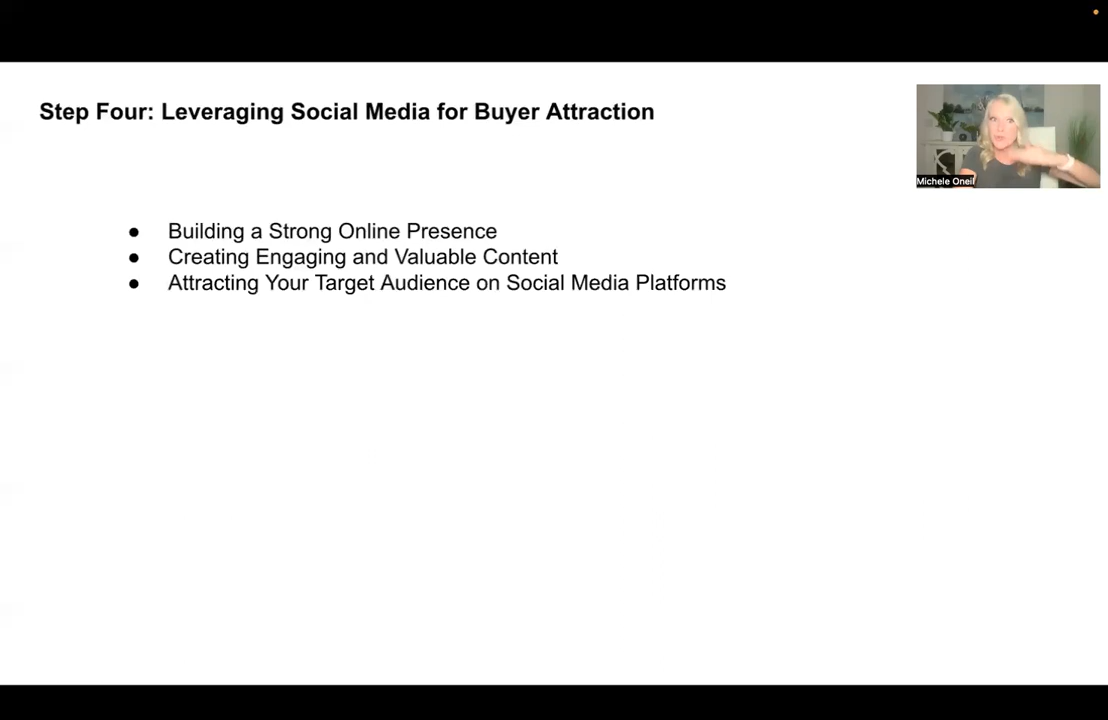 Step Four: Leveraging Social Media for Buyer Attraction
Michele Oneil
● Building a Strong Online Presence
● Creating Engaging and Valuable Content
● Attracting Your Target Audience on Social Media Platforms